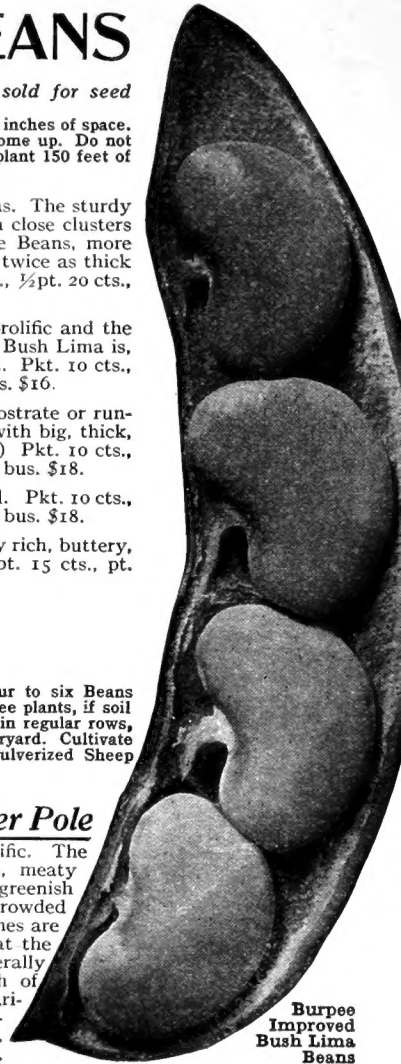 EANS
sold for seed
inches of space.
ome up. Do not
plant 150 feet of
s. The sturdy
close clusters
e Beans, more
twice as thick
., ½pt. 20 cts.,
prolific and the
Bush Lima is,
. Pkt. 10 cts.,
s. $16.
ostrate or run-
with big, thick,
) Pkt. 10 cts.,
bus. $18.
l. Pkt. 10 cts.,
bus. $18.
y rich, buttery,
pt. 15 cts., pt.
ur to six Beans
ee plants, if soil
in regular rows,
ryard. Cultivate
ulverized Sheep
er Pole
ific. The
, meaty
greenish
rowded
nes are
at the
erally
h of
ari-
Burpee
Improved
Bush Lima
Beans